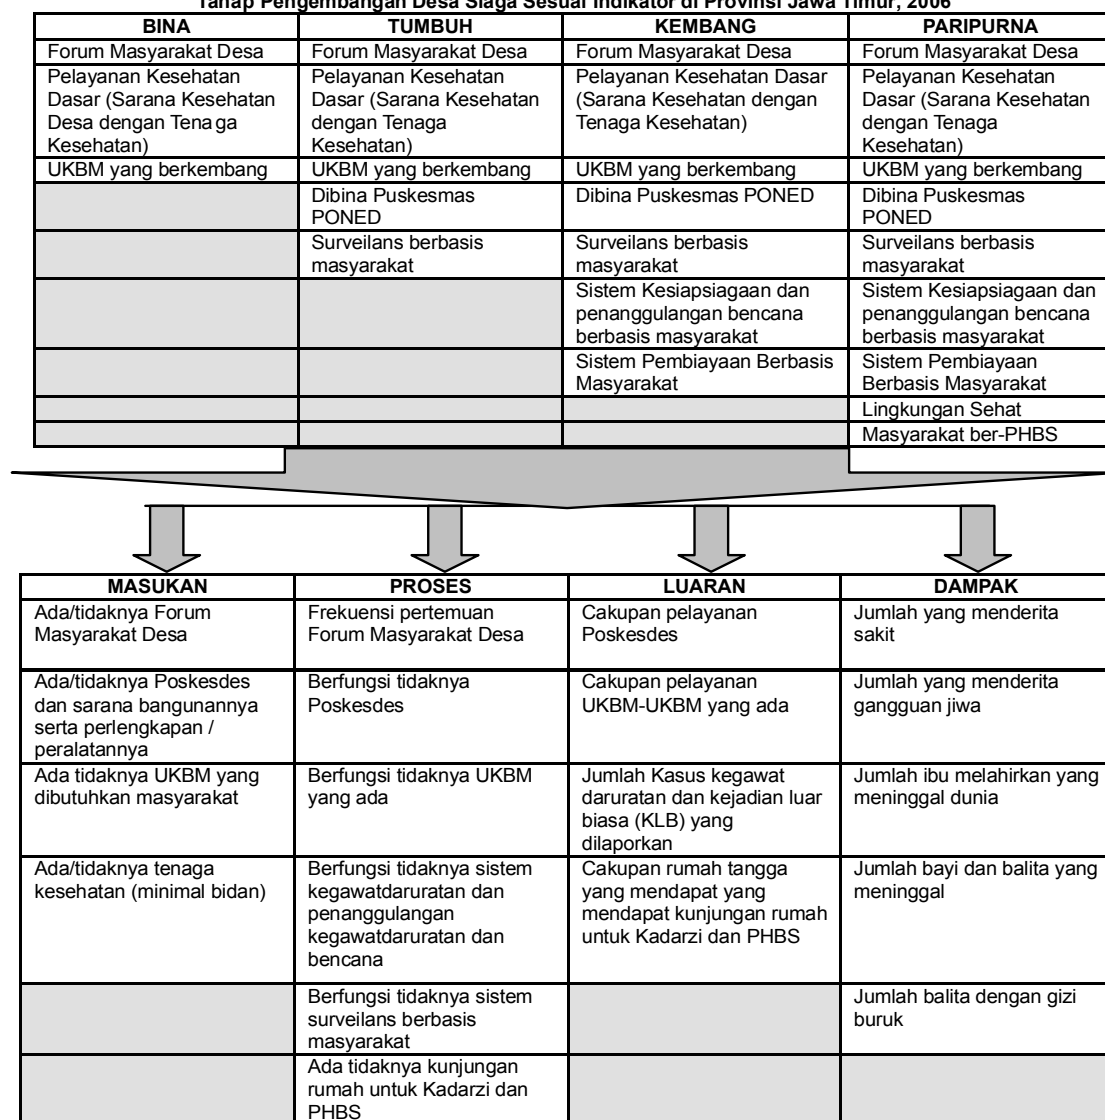 Tahap Pengembangan Desa Siaga Sesuai Indikator di Provinsi Jawa Timur, 2006
BINA
TUMBUH
KEMBANG
PARIPURNA
Forum Masyarakat Desa
Forum Masyarakat Desa
Forum Masyarakat Desa
Forum Masyarakat Desa
Pelayanan Kesehatan
Dasar (Sarana Kesehatan
Desa dengan Tenaga
Kesehatan)
Pelayanan Kesehatan
Dasar (Sarana Kesehatan
dengan Tenaga
Kesehatan)
Pelayanan Kesehatan Dasar
(Sarana Kesehatan dengan
Tenaga Kesehatan)
Pelayanan Kesehatan
Dasar (Sarana Kesehatan
dengan Tenaga
Kesehatan)
UKBM yang berkembang
UKBM yang berkembang
UKBM yang berkembang
UKBM yang berkembang
Dibina Puskesmas
PONED
Dibina Puskesmas PONED
Dibina Puskesmas
PONED
Surveilans berbasis
masyarakat
Surveilans berbasis
masyarakat
Surveilans berbasis
masyarakat
Sistem Kesiapsiagaan dan
penanggulangan bencana
berbasis masyarakat
Sistem Kesiapsiagaan dan
penanggulangan bencana
berbasis masyarakat
Sistem Pembiayaan Berbasis
Masyarakat
Sistem Pembiayaan
Berbasis Masyarakat
Lingkungan Sehat
Masyarakat ber-PHBS
MASUKAN
PROSES
LUARAN
DAMPAK
Ada/tidaknya Forum
Masyarakat Desa
Frekuensi pertemuan
Forum Masyarakat Desa
Cakupan pelayanan
Poskesdes
Jumlah yang menderita
sakit
Ada/tidaknya Poskesdes
dan sarana bangunannya
serta perlengkapan /
peralatannya
Berfungsi tidaknya
Poskesdes
Cakupan pelayanan
UKBM-UKBM yang ada
Jumlah yang menderita
gangguan jiwa
Ada tidaknya UKBM yang
dibutuhkan masyarakat
Berfungsi tidaknya UKBM
yang ada
Jumlah Kasus kegawat
daruratan dan kejadian luar
biasa (KLB) yang
dilaporkan
Jumlah ibu melahirkan yang
meninggal dunia
Ada/tidaknya tenaga
kesehatan (minimal bidan)
Berfungsi tidaknya sistem
kegawatdaruratan dan
penanggulangan
kegawatdaruratan dan
bencana
Cakupan rumah tangga
yang mendapat yang
mendapat kunjungan rumah
untuk Kadarzi dan PHBS
Jumlah bayi dan balita yang
meninggal
Berfungsi tidaknya sistem
surveilans berbasis
masyarakat
Jumlah balita dengan gizi
buruk
Ada tidaknya kunjungan
rumah untuk Kadarzi dan
PHBS